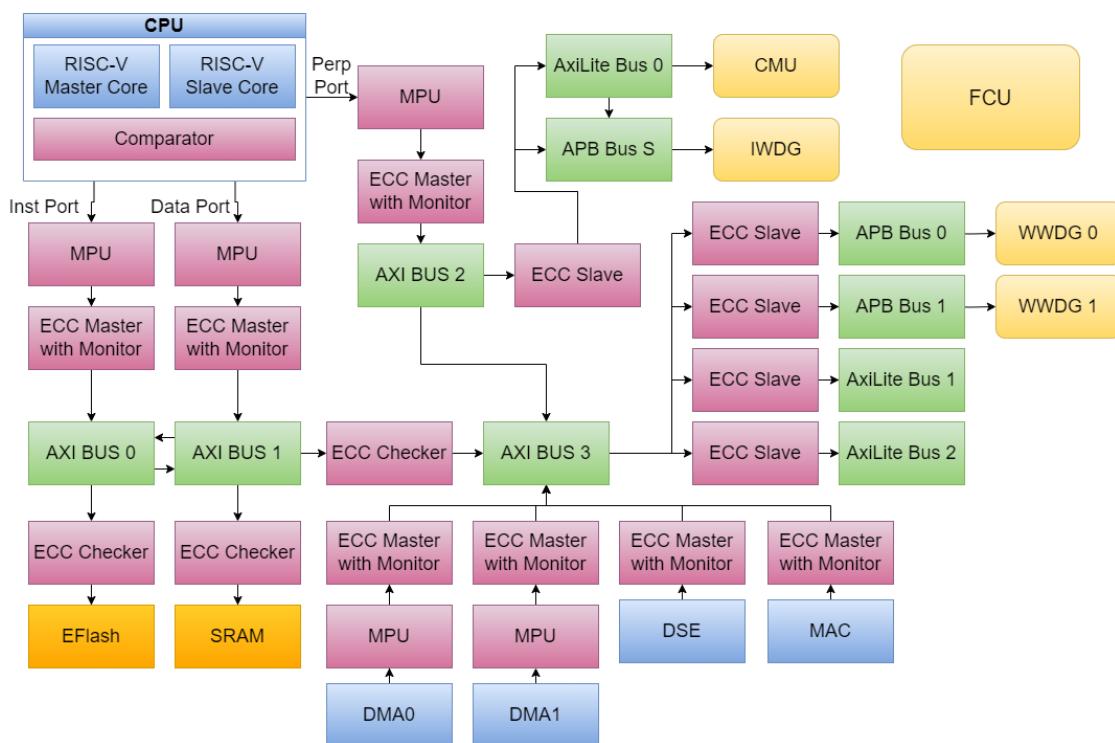 CPU
RISC-V
Master Core
RISC-V
Slave Core
Comparator
Perp
Port
MPU
AxiLite Bus 0
CMU
FCU
APB Bus S
IWDG
ECC Master
with Monitor
Inst Port
Data Port
MPU
MPU
AXI BUS 2
ECC Slave
ECC Slave
APB Bus 0
WWDG 0
ECC Slave
APB Bus 1
WWDG 1
ECC Master
with Monitor
ECC Master
with Monitor
ECC Slave
AxiLite Bus 1
AXI BUS 0
AXI BUS 1
ECC Checker
AXI BUS 3
ECC Slave
AxiLite Bus 2
ECC Checker
ECC Checker
ECC Master
with Monitor
ECC Master
with Monitor
ECC Master
with Monitor
ECC Master
with Monitor
EFlash
SRAM
MPU
MPU
DSE
MAC
DMA0
DMA1